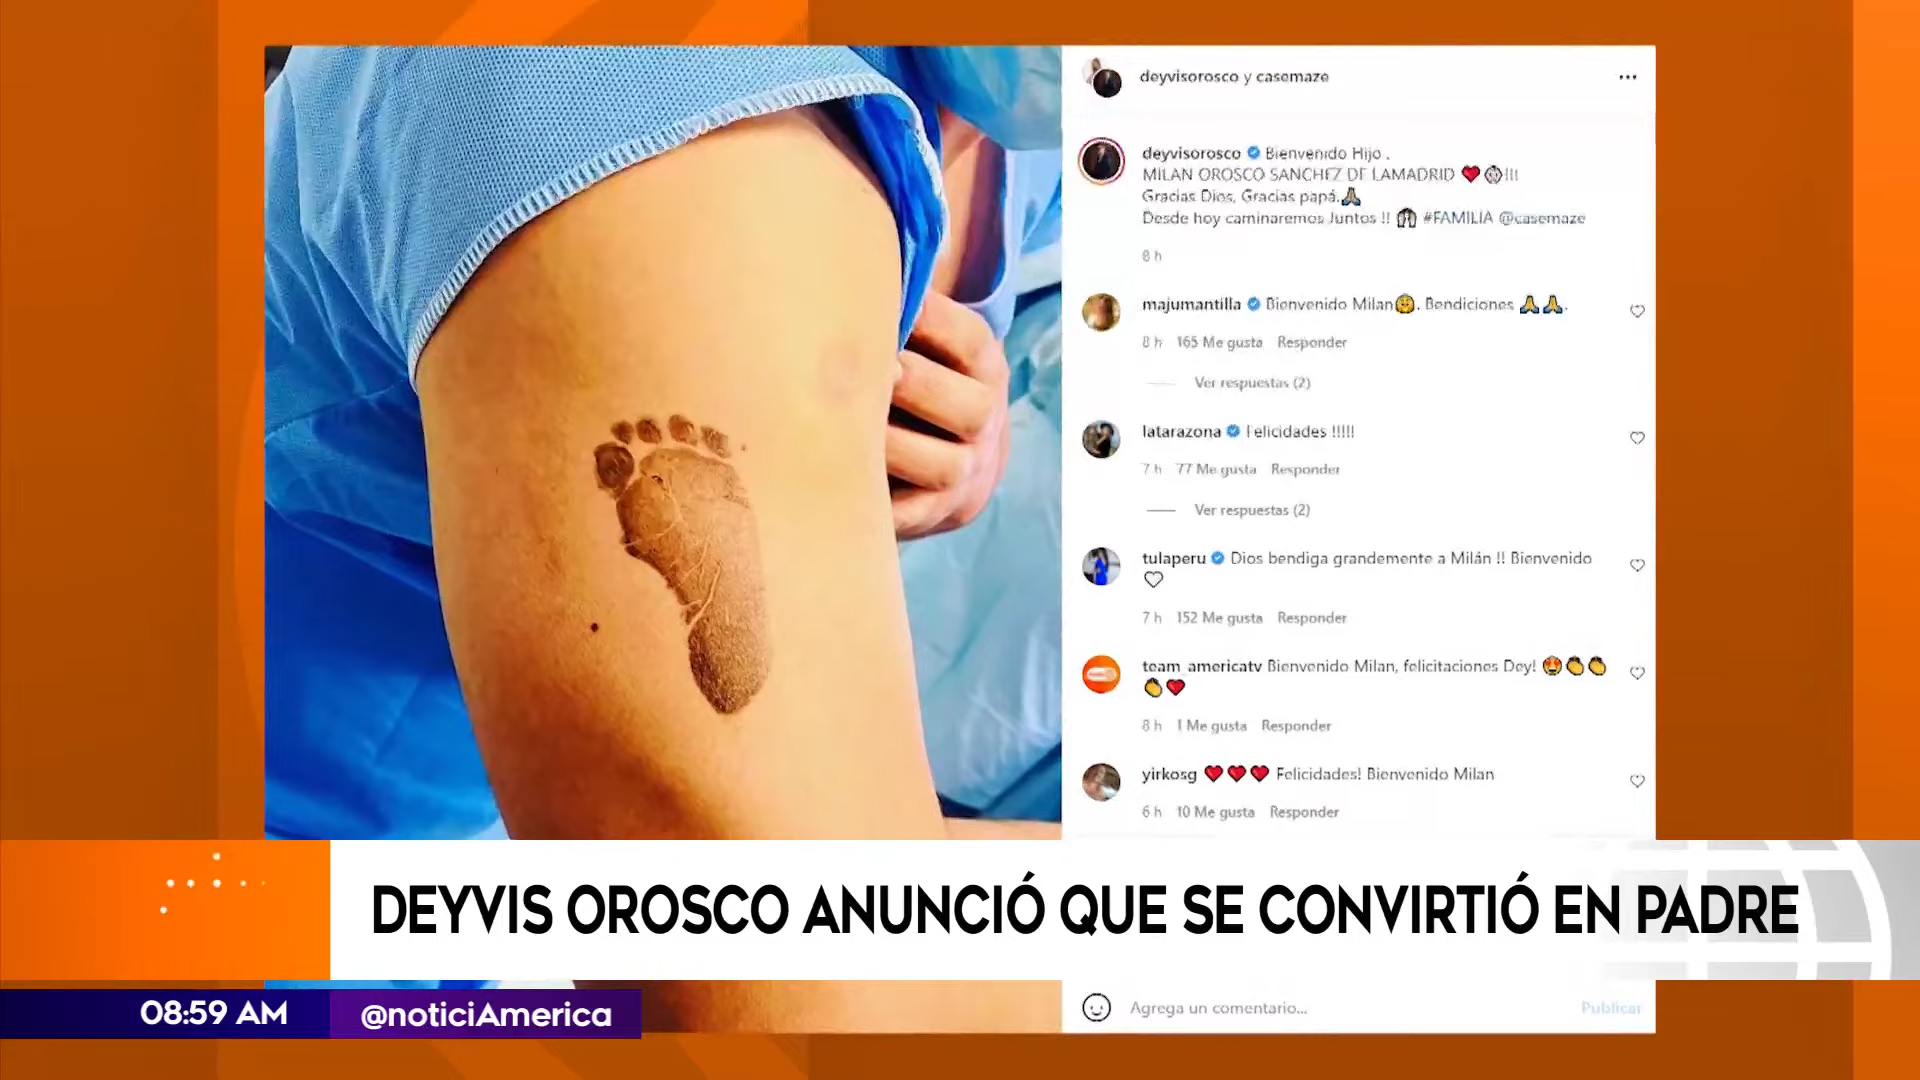 deyvisorosco y casemaze
deyvisorosco Bienvenido Hijo .
MILAN OROSCO SANCHEZ DE LAMADRID ❤️👶!!!
Gracias Dios, Gracias papá.🙏
Desde hoy caminaremos Juntos !! #FAMILIA @casemaze
8 h
majumantilla Bienvenido Milan. Bendiciones 🙏🙏.
8 h 165 Me gusta Responder
Ver respuestas (2)
latarazona Felicidades !!!!!
7 h 77 Me gusta Responder
Ver respuestas (2)
tulaperu Dios bendiga grandemente a Milán !! Bienvenido
🤍
7 h 152 Me gusta Responder
team_americatv Bienvenido Milan, felicitaciones Dey! 😍👏👏
👏❤️
8 h 1 Me gusta Responder
yirkosg ❤️❤️❤️ Felicidades! Bienvenido Milan
6 h 10 Me gusta Responder
DEYVIS OROSCO ANUNCIÓ QUE SE CONVIRTIÓ EN PADRE
08:59 AM @noticiAmerica
Agrega un comentario... Publicar